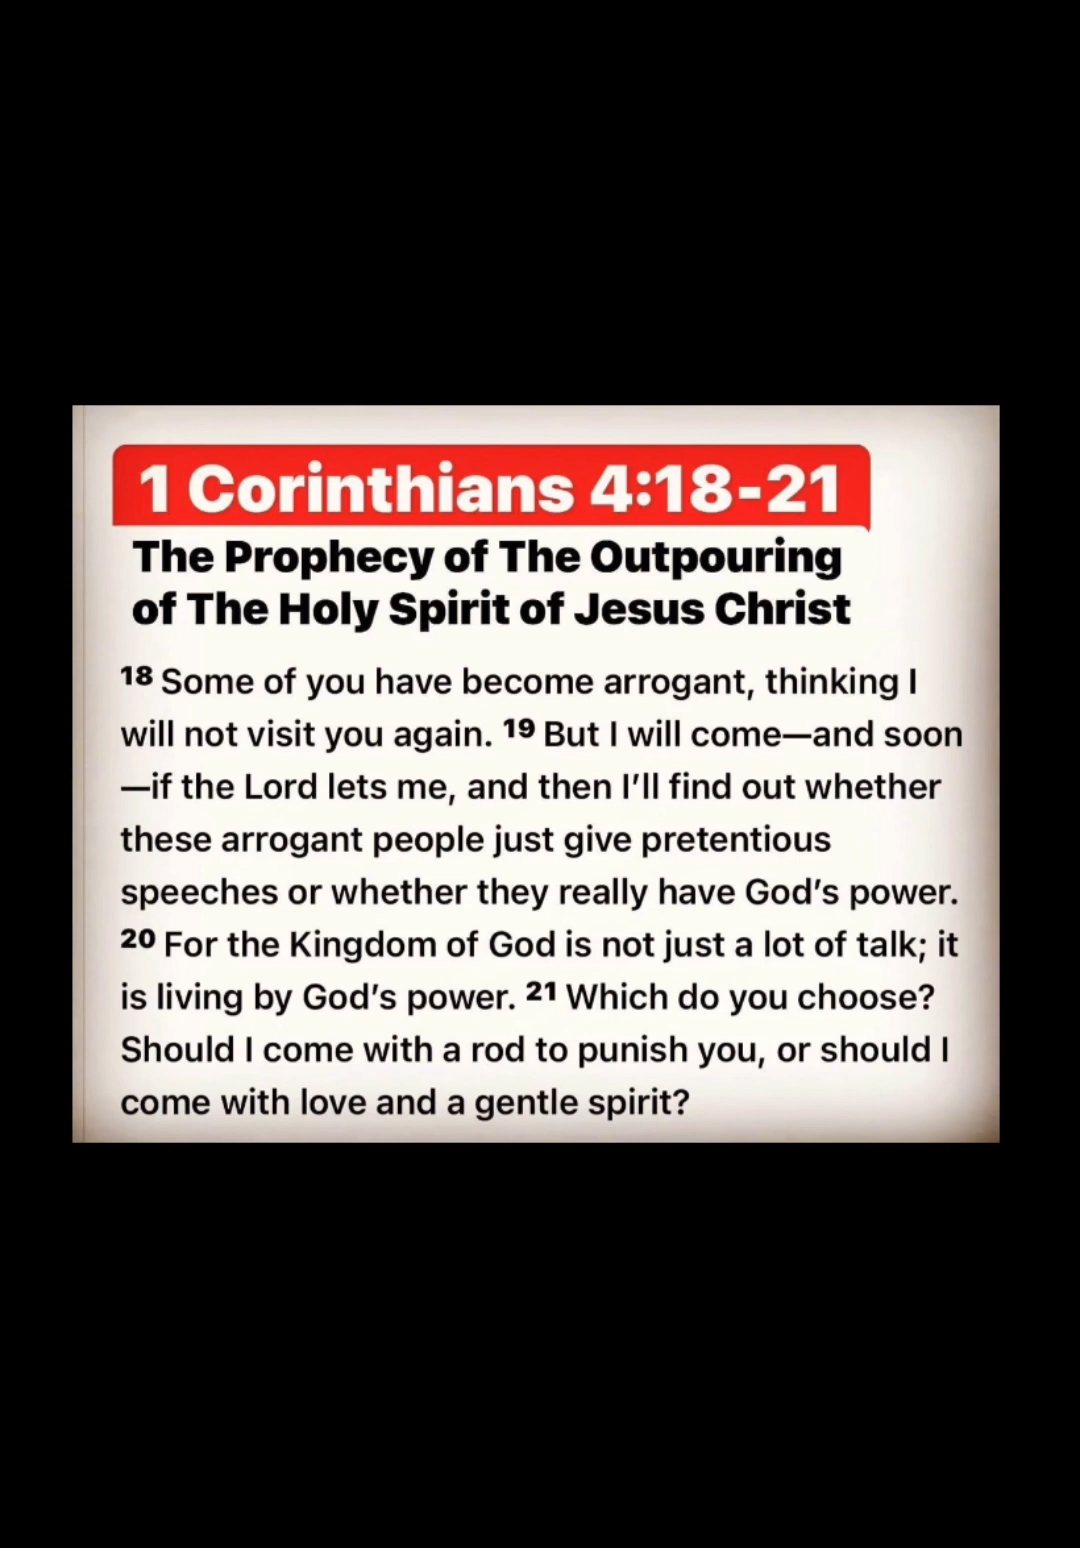 1 Corinthians 4:18-21
The Prophecy of The Outpouring
of The Holy Spirit of Jesus Christ
18 Some of you have become arrogant, thinking I
will not visit you again. 19 But I will come—and soon
—if the Lord lets me, and then I’ll find out whether
these arrogant people just give pretentious
speeches or whether they really have God’s power.
20 For the Kingdom of God is not just a lot of talk; it
is living by God’s power. 21 Which do you choose?
Should I come with a rod to punish you, or should I
come with love and a gentle spirit?